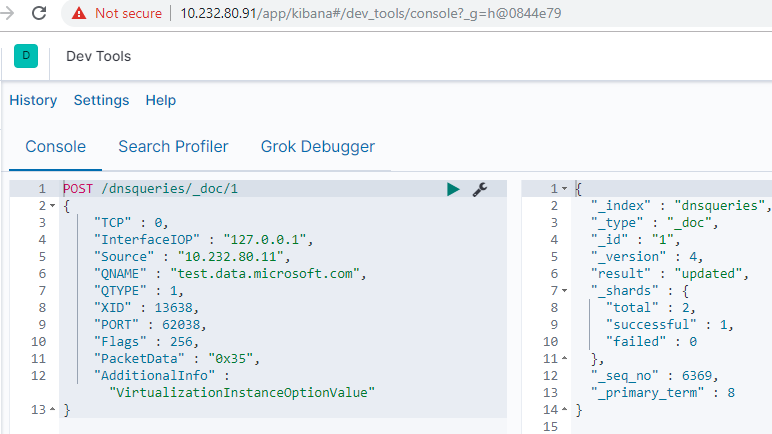 Not secure | 10.232.80.91/app/kibana#/dev_tools/console?_g=h@0844e79
D Dev Tools
History Settings Help
Console Search Profiler Grok Debugger
1 POST /dnsqueries/_doc/1
2 {
3 "TCP" : 0,
4 "InterfaceIOP" : "127.0.0.1",
5 "Source" : "10.232.80.11",
6 "QNAME" : "test.data.microsoft.com",
7 "QTYPE" : 1,
8 "XID" : 13638,
9 "PORT" : 62038,
10 "Flags" : 256,
11 "PacketData" : "0x35",
12 "AdditionalInfo" :
"VirtualizationInstanceOptionValue"
13 }
1 {
2 "_index" : "dnsqueries",
3 "_type" : "_doc",
4 "_id" : "1",
5 "_version" : 4,
6 "result" : "updated",
7 "_shards" : {
8 "total" : 2,
9 "successful" : 1,
10 "failed" : 0
11 },
12 "_seq_no" : 6369,
13 "_primary_term" : 8
14 }
15